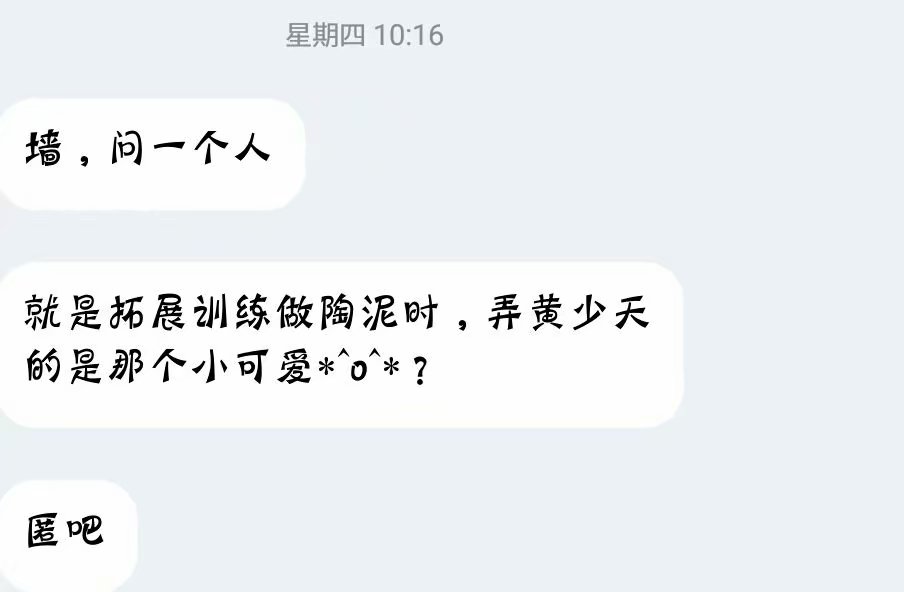 星期四 10:16
墙，问一个人
就是拓展训练做陶泥时，弄黄少天
的是那个小可爱*^o^*？
匿吧